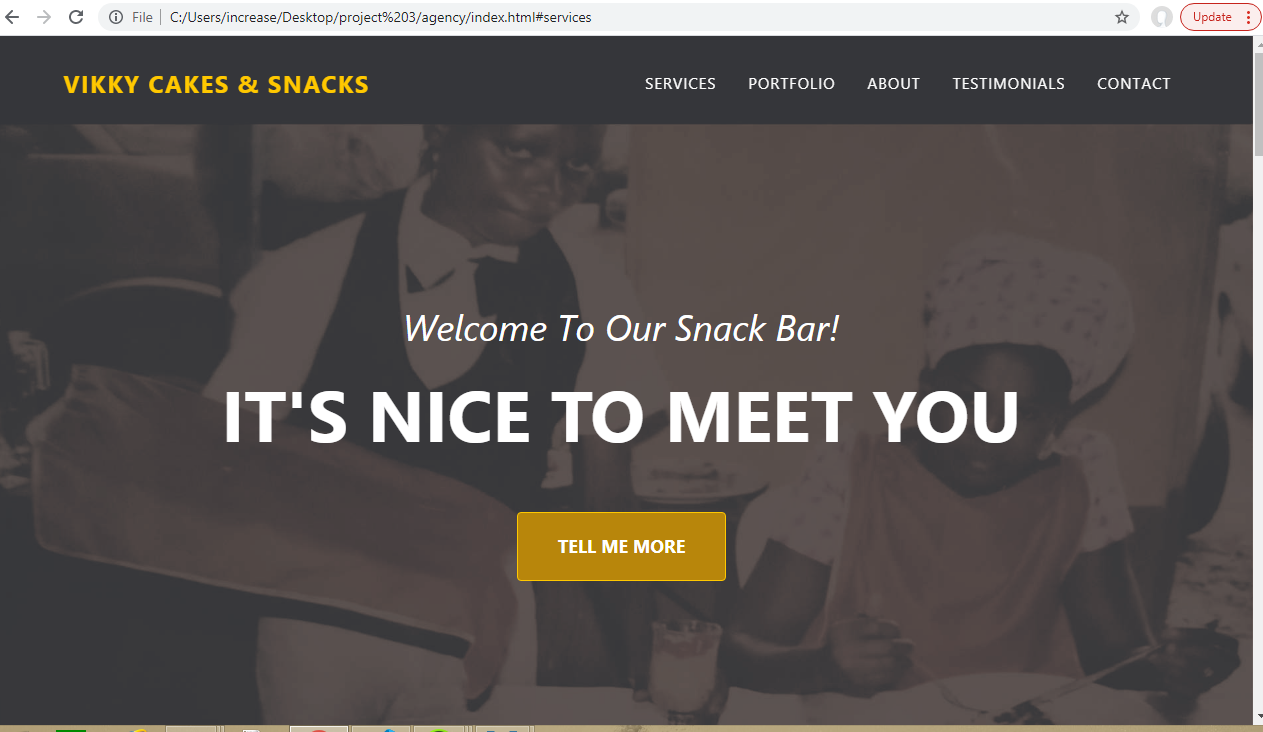 File
C:/Users/increase/Desktop/project%203/agency/index.html#services
Update
VIKKY CAKES & SNACKS
SERVICES
PORTFOLIO
ABOUT
TESTIMONIALS
CONTACT
Welcome To Our Snack Bar!
IT'S NICE TO MEET YOU
TELL ME MORE